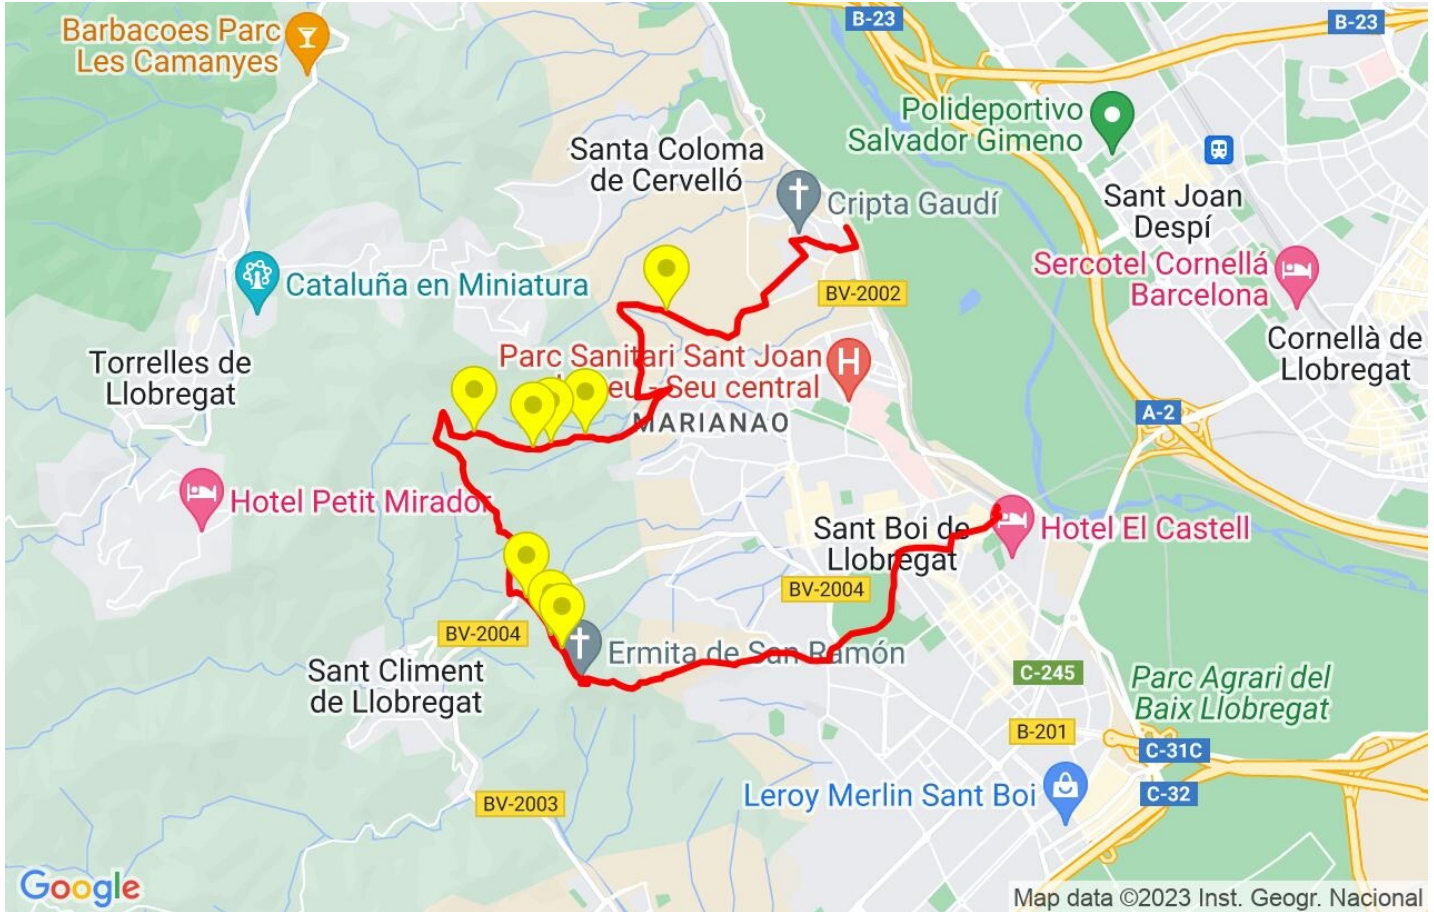 B-23
B-23
Barbacoes Parc
Les Camanyes
Polideportivo
Salvador Gimeno
Santa Coloma
de Cervelló
Cripta Gaudí
Sant Joan
Despí
Sercotel Cornellá
Barcelona
Cataluña en Miniatura
BV-2002
Cornellà de
Llobregat
Torrelles de
Llobregat
Parc Sanitari Sant Joan
eu - Seu central
H
MARIANAO
A-2
Hotel Petit Mirador
Sant Boi de
Llobregat
Hotel El Castell
BV-2004
BV-2004
Ermita de San Ramón
Sant Climent
de Llobregat
C-245
Parc Agrari del
Baix Llobregat
B-201
C-31C
C-32
Leroy Merlin Sant Boi
BV-2003
Google
Map data ©2023 Inst. Geogr. Nacional